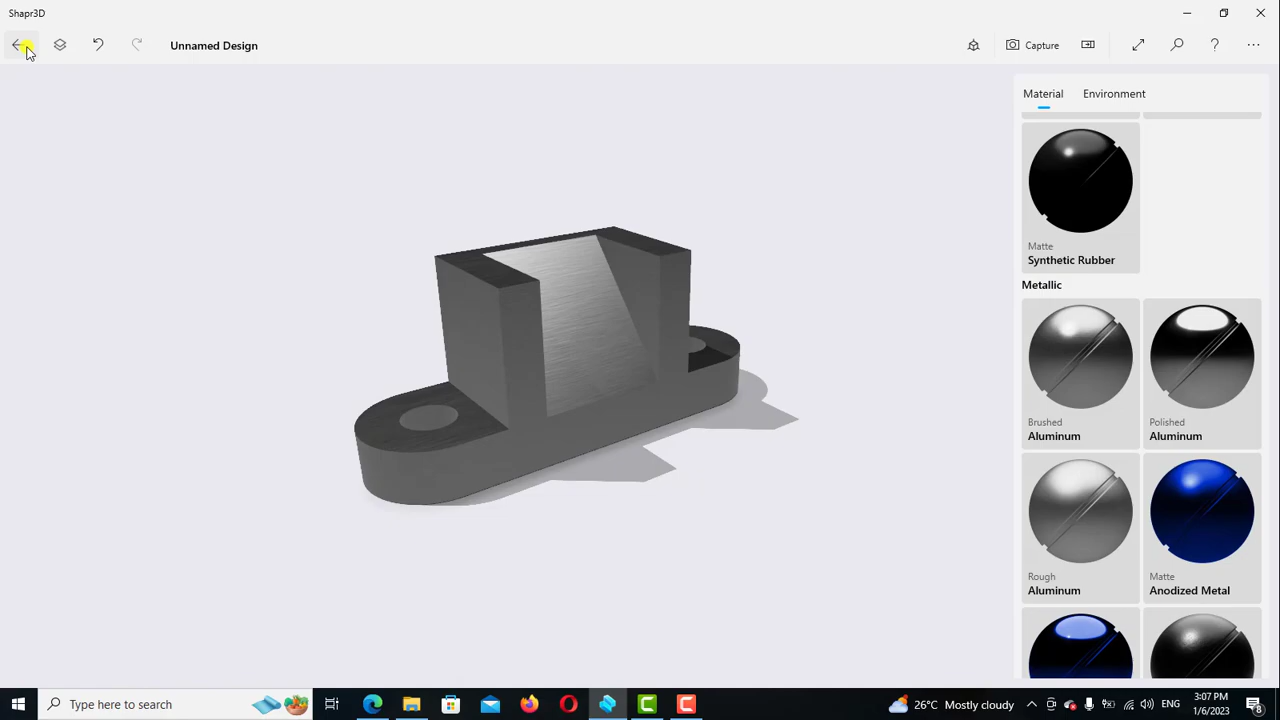 Shapr3D
Unnamed Design
Capture
Material
Environment
Matte
Synthetic Rubber
Metallic
Brushed
Aluminum
Polished
Aluminum
Rough
Aluminum
Matte
Anodized Metal
Type here to search
26°C Mostly cloudy
ENG
3:07 PM
1/6/2023
8